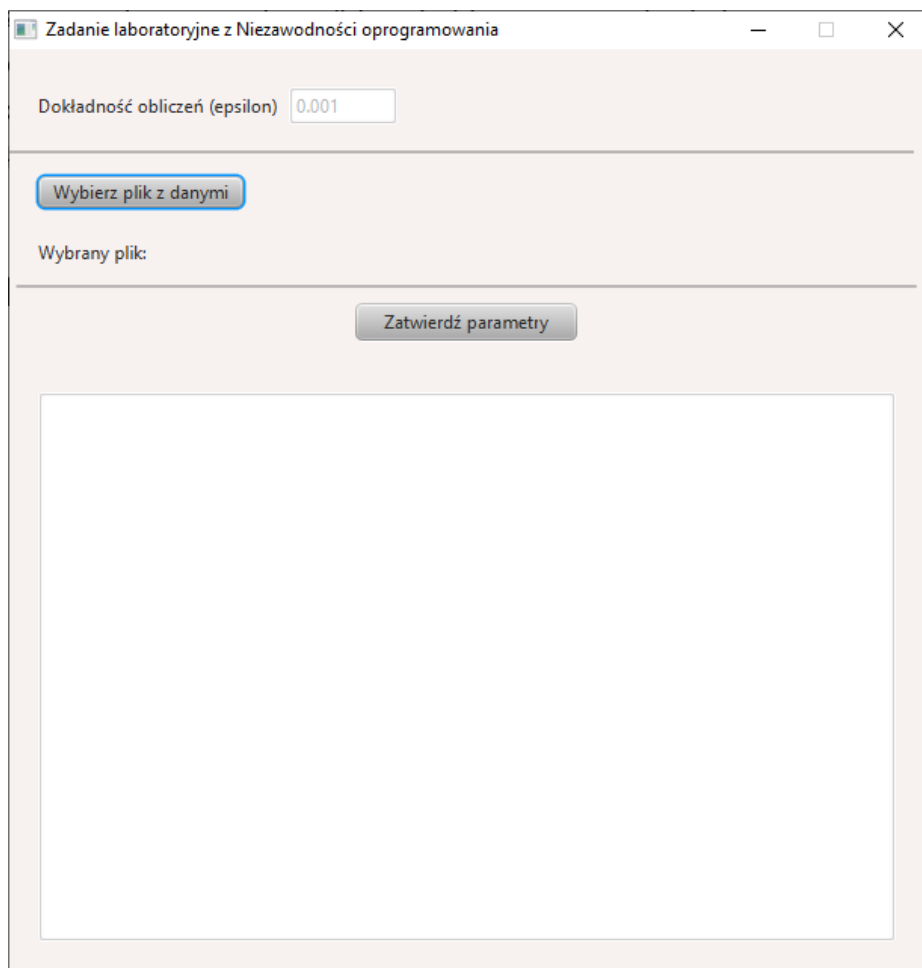 Zadanie laboratoryjne z Niezawodności oprogramowania
Dokładność obliczeń (epsilon) 0.001
Wybierz plik z danymi
Wybrany plik:
Zatwierdź parametry